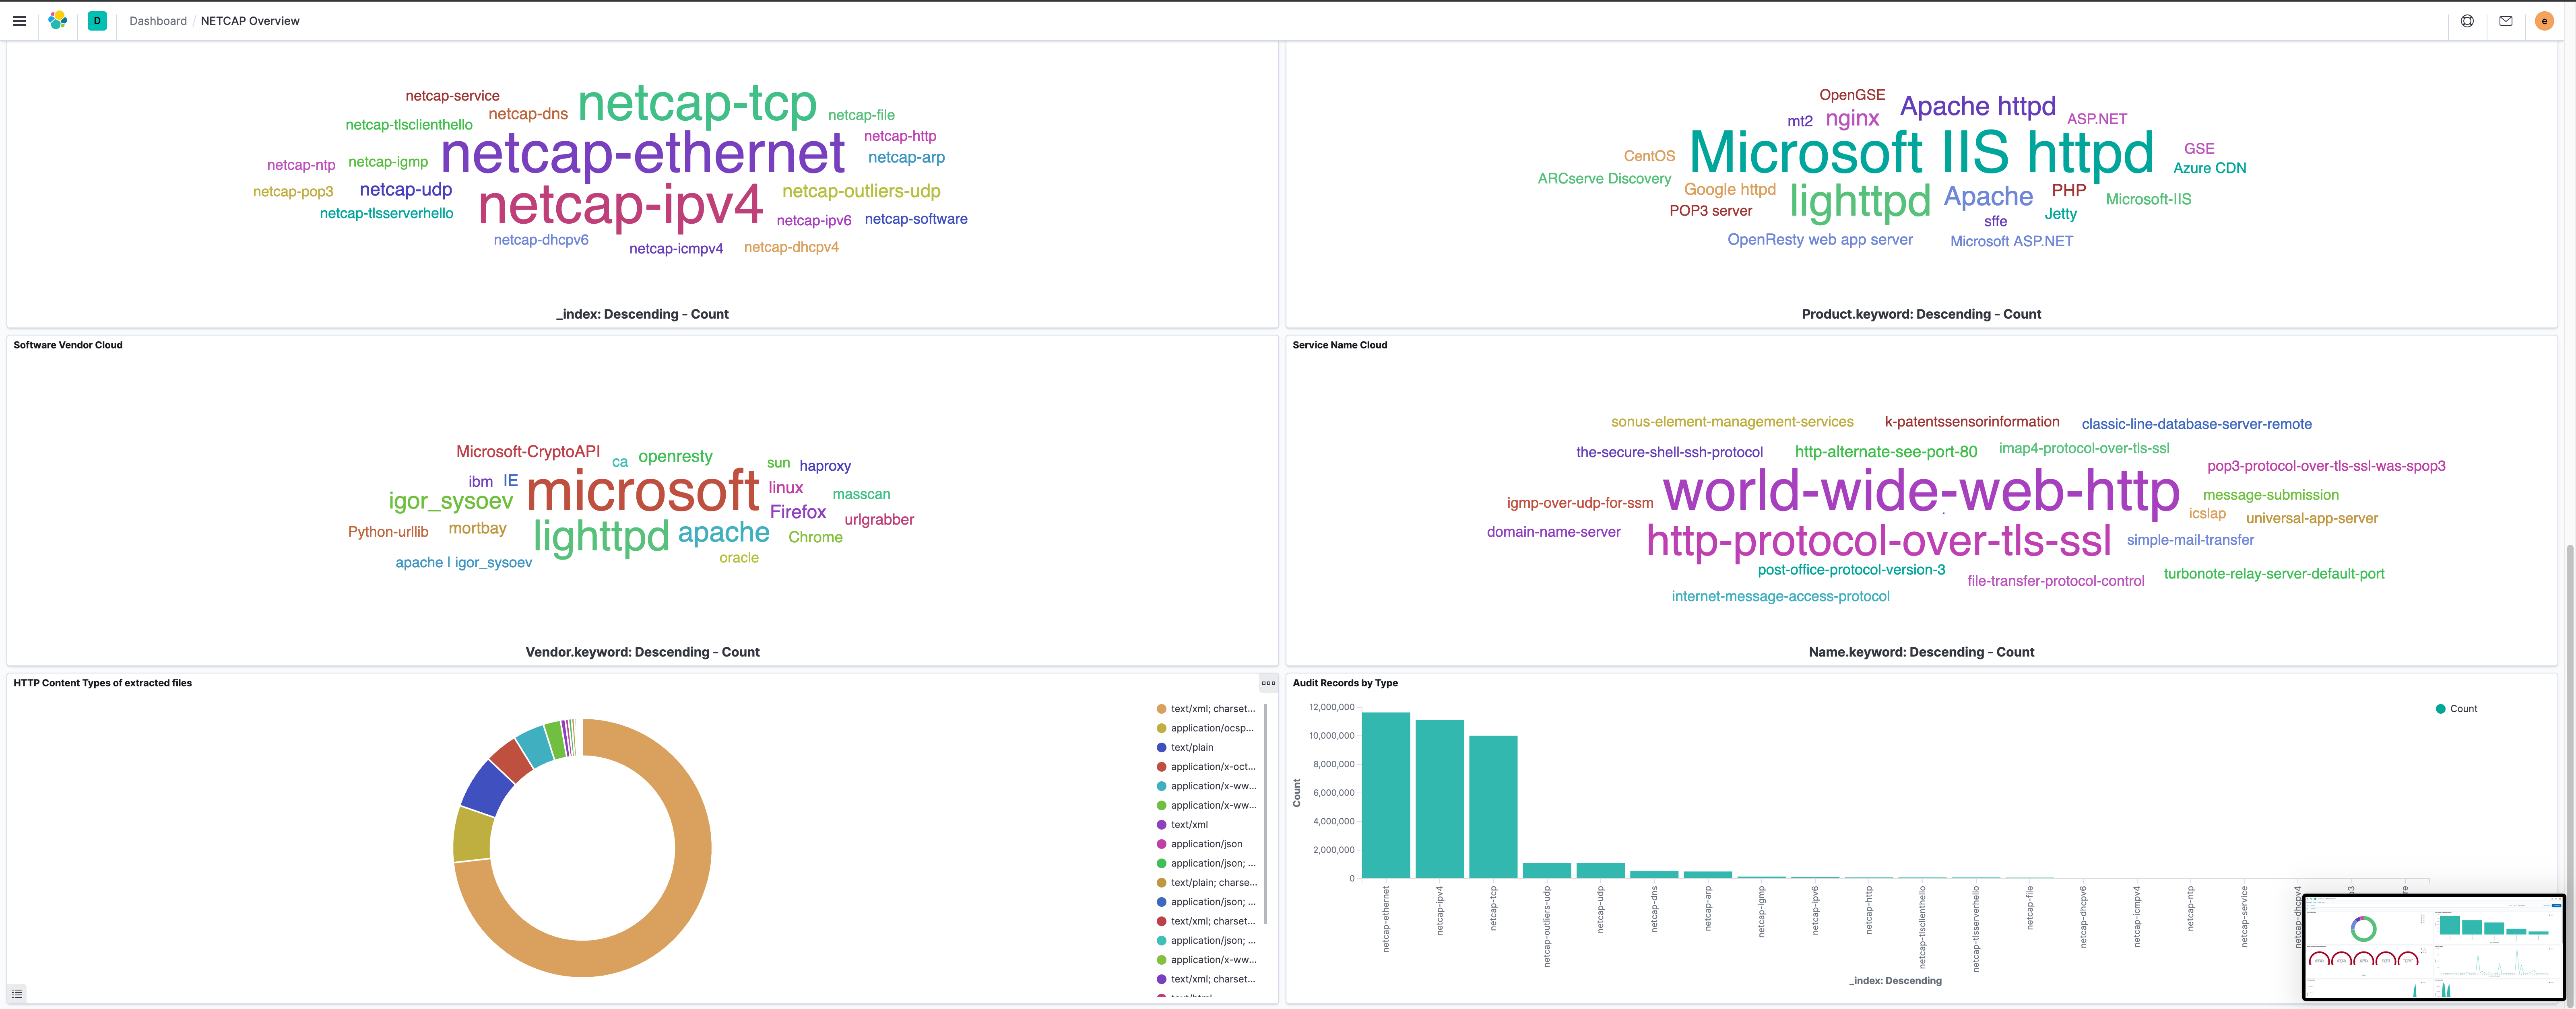 D Dashboard / NETCAP Overview e
netcap-service
netcap-dns
netcap-tcp
netcap-file
netcap-tlsclienthello
netcap-http
netcap-ethernet
netcap-arp
netcap-ntp
netcap-igmp
netcap-pop3
netcap-udp
netcap-ipv4
netcap-outliers-udp
netcap-tlsserverhello
netcap-ipv6
netcap-software
netcap-dhcpv6
netcap-icmpv4
netcap-dhcpv4
_index: Descending - Count
OpenGSE
Apache httpd
mt2
nginx
ASP.NET
Microsoft IIS httpd
GSE
CentOS
Azure CDN
ARCserve Discovery
Google httpd
lighttpd
Apache
PHP
Microsoft-IIS
POP3 server
Jetty
sffe
OpenResty web app server
Microsoft ASP.NET
Product.keyword: Descending - Count
Software Vendor Cloud
Microsoft-CryptoAPI
ca
openresty
sun
haproxy
ibm
IE
microsoft
linux
masscan
igor_sysoev
Firefox
urlgrabber
Python-urllib
mortbay
lighttpd
apache
Chrome
oracle
apache | igor_sysoev
Vendor.keyword: Descending - Count
Service Name Cloud
sonus-element-management-services
k-patentssensorinformation
classic-line-database-server-remote
the-secure-shell-ssh-protocol
http-alternate-see-port-80
imap4-protocol-over-tls-ssl
pop3-protocol-over-tls-ssl-was-spop3
world-wide-web-http
message-submission
igmp-over-udp-for-ssm
icslap
universal-app-server
domain-name-server
http-protocol-over-tls-ssl
simple-mail-transfer
post-office-protocol-version-3
file-transfer-protocol-control
turbonote-relay-server-default-port
internet-message-access-protocol
Name.keyword: Descending - Count
HTTP Content Types of extracted files
text/xml; charset...
application/ocsp...
text/plain
application/x-oct...
application/x-ww...
application/x-ww...
text/xml
application/json
application/json; ...
text/plain; charse...
application/json; ...
text/xml; charset...
application/json; ...
application/x-ww...
text/xml; charset...
Audit Records by Type
12,000,000
10,000,000
8,000,000
6,000,000
4,000,000
2,000,000
0
Count
netcap-ethernet
netcap-ipv4
netcap-tcp
netcap-outliers-udp
netcap-udp
netcap-dns
netcap-arp
netcap-igmp
netcap-ipv6
netcap-http
netcap-tlsclienthello
netcap-tlsserverhello
netcap-file
netcap-dhcpv6
netcap-icmpv4
netcap-ntp
netcap-service
netcap-dhcpv4
_index: Descending
Count